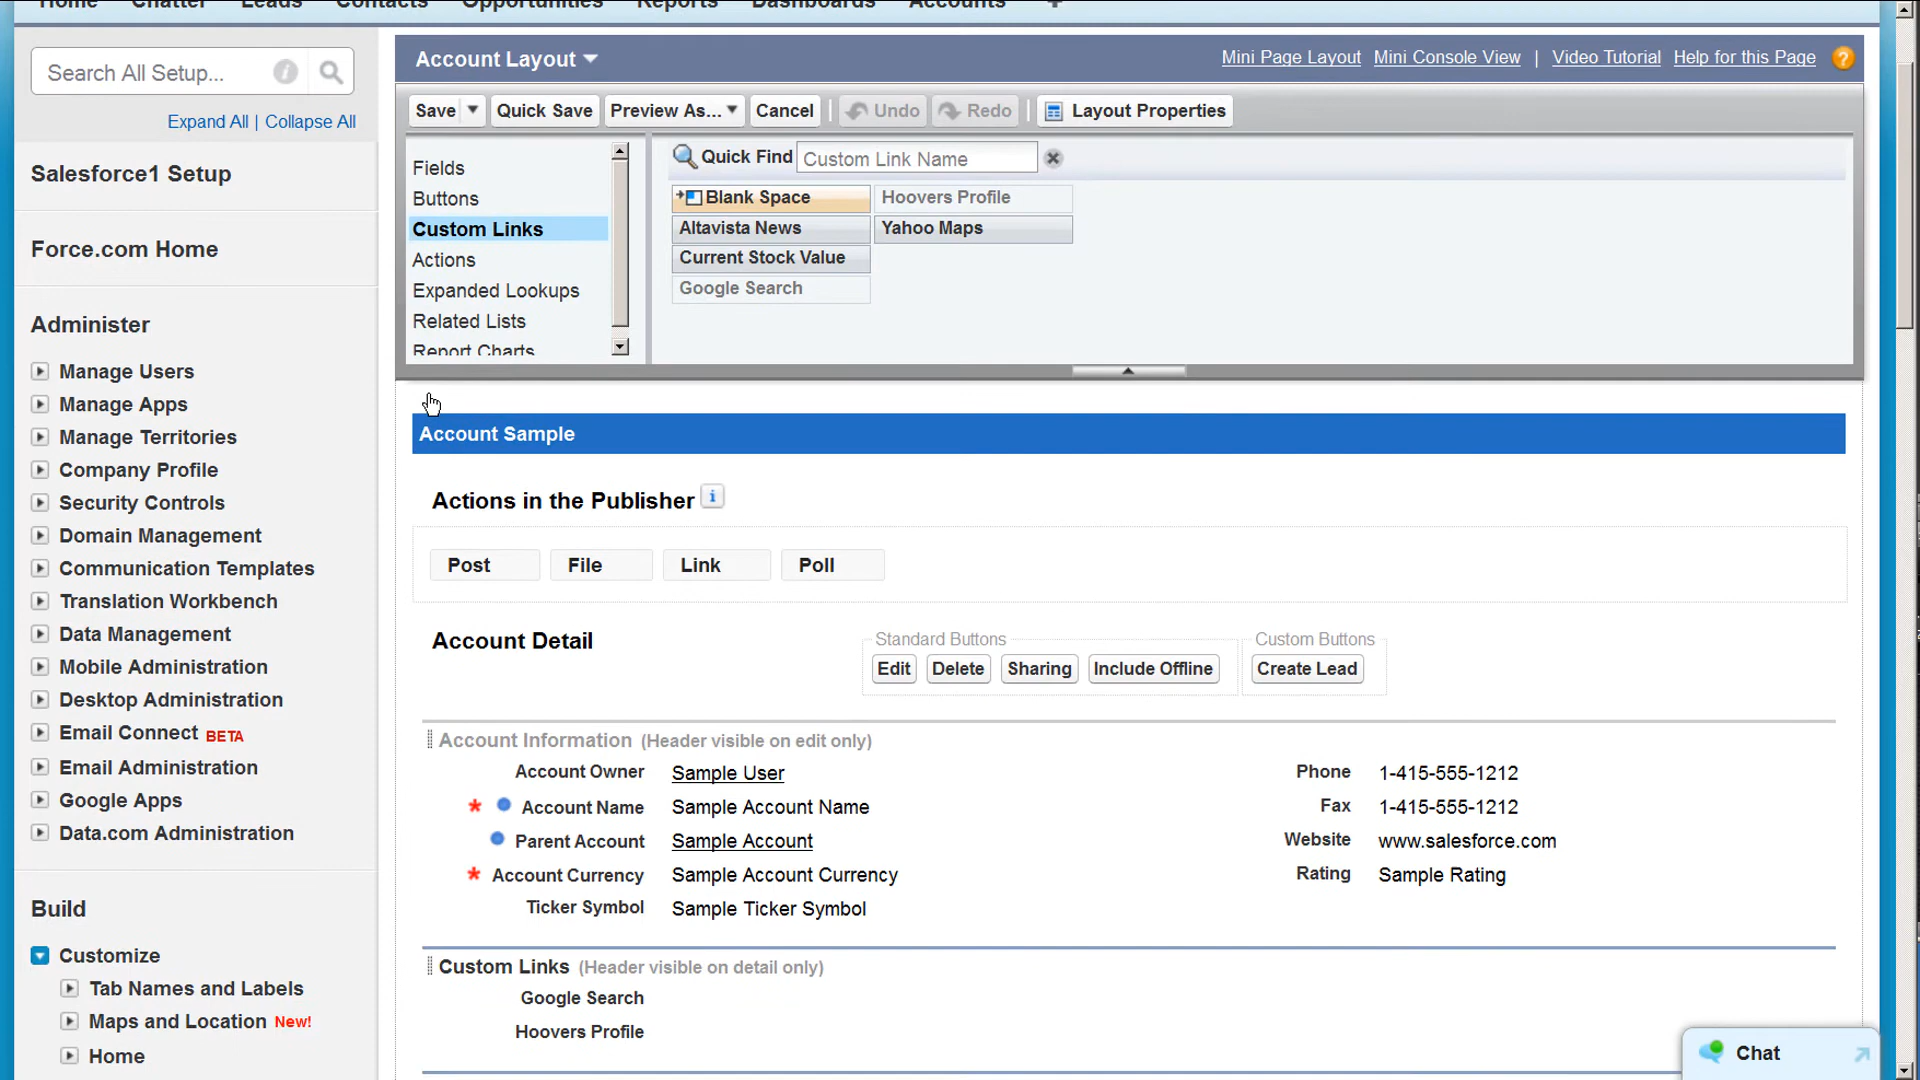 Home Chatter Leads Contacts Opportunities Reports Dashboards Accounts +
Search All Setup...
Expand All | Collapse All
Salesforce1 Setup
Force.com Home
Administer
Manage Users
Manage Apps
Manage Territories
Company Profile
Security Controls
Domain Management
Communication Templates
Translation Workbench
Data Management
Mobile Administration
Desktop Administration
Email Connect BETA
Email Administration
Google Apps
Data.com Administration
Build
Customize
Tab Names and Labels
Maps and Location New!
Home
Account Layout
Mini Page Layout Mini Console View | Video Tutorial Help for this Page ?
Save Quick Save Preview As... Cancel Undo Redo Layout Properties
Fields
Buttons
Custom Links
Actions
Expanded Lookups
Related Lists
Report Charts
Quick Find Custom Link Name
Blank Space Hoovers Profile
Altavista News Yahoo Maps
Current Stock Value
Google Search
Account Sample
Actions in the Publisher i
Post File Link Poll
Account Detail
Standard Buttons Custom Buttons
Edit Delete Sharing Include Offline Create Lead
Account Information (Header visible on edit only)
Account Owner Sample User Phone 1-415-555-1212
* Account Name Sample Account Name Fax 1-415-555-1212
Parent Account Sample Account Website www.salesforce.com
* Account Currency Sample Account Currency Rating Sample Rating
Ticker Symbol Sample Ticker Symbol
Custom Links (Header visible on detail only)
Google Search
Hoovers Profile
Chat